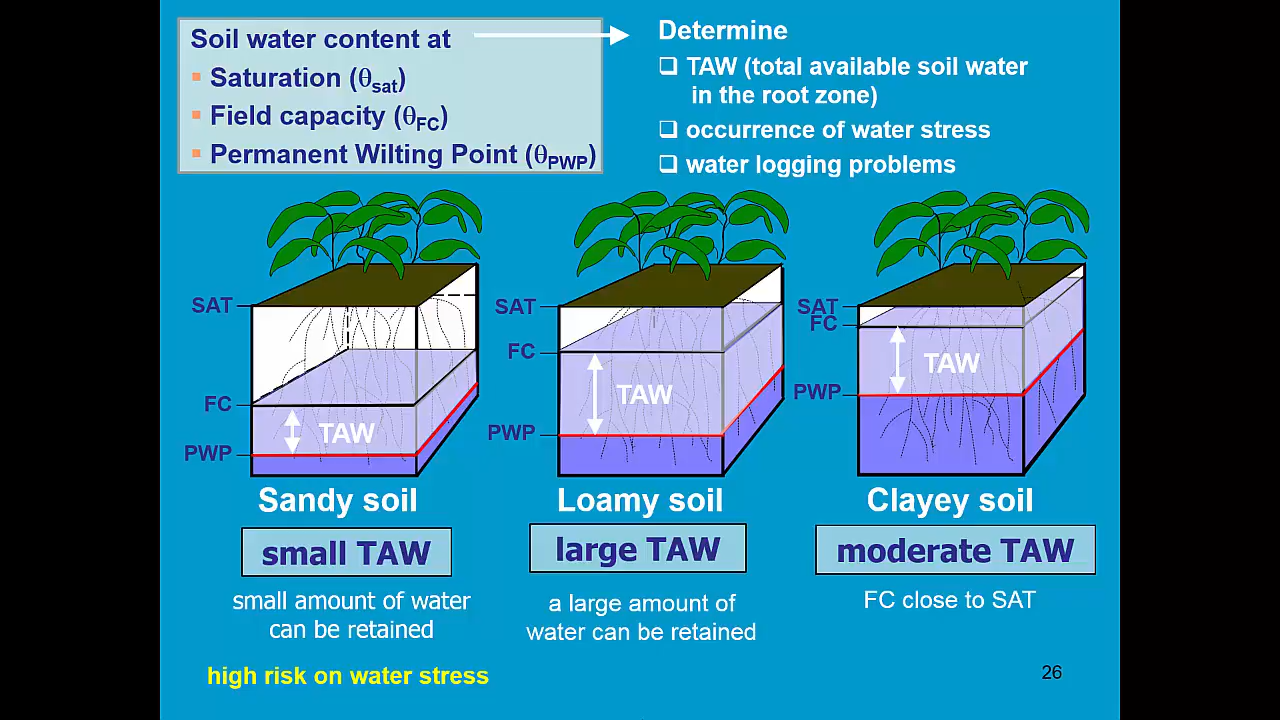 Soil water content at
▪ Saturation (θsat)
▪ Field capacity (θFC)
▪ Permanent Wilting Point (θPWP)
Determine
❑ TAW (total available soil water
in the root zone)
❑ occurrence of water stress
❑ water logging problems
SAT
FC
TAW
PWP
Sandy soil
small TAW
small amount of water
can be retained
high risk on water stress
SAT
FC
TAW
PWP
Loamy soil
large TAW
a large amount of
water can be retained
SAT
FC
TAW
PWP
Clayey soil
moderate TAW
FC close to SAT
26